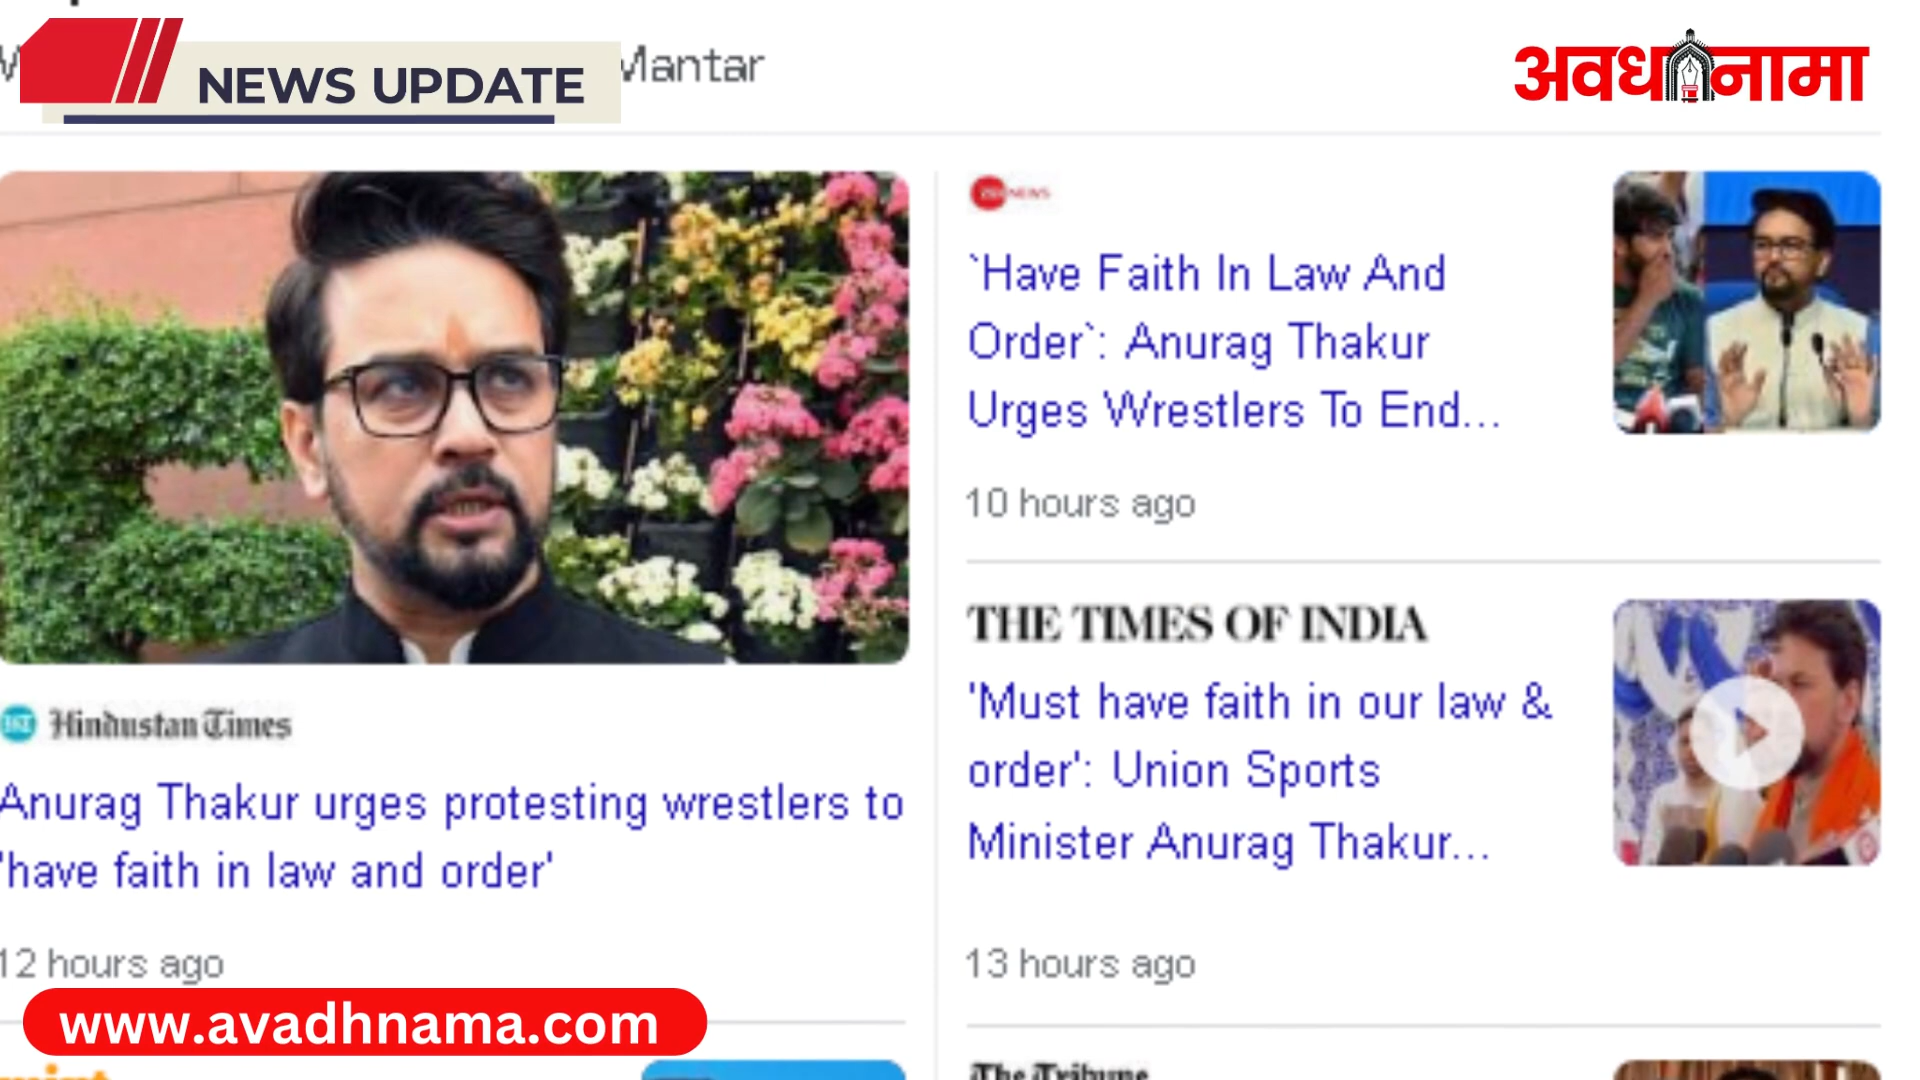 NEWS UPDATE
Mantar
अवधनामा
NEWS
`Have Faith In Law And
Order`: Anurag Thakur
Urges Wrestlers To End...
10 hours ago
THE TIMES OF INDIA
'Must have faith in our law &
order': Union Sports
Minister Anurag Thakur...
13 hours ago
The Tribune
HT Hindustan Times
Anurag Thakur urges protesting wrestlers to
'have faith in law and order'
12 hours ago
www.avadhnama.com
mint